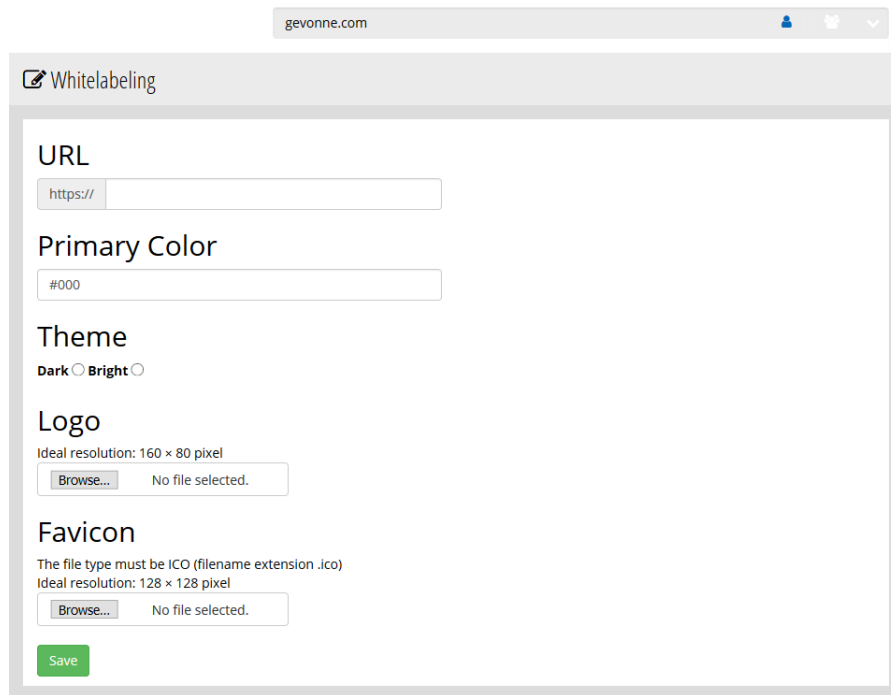 gevonne.com
Whitelabeling
URL
https://
Primary Color
#000
Theme
Dark Bright
Logo
Ideal resolution: 160 × 80 pixel
Browse... No file selected.
Favicon
The file type must be ICO (filename extension .ico)
Ideal resolution: 128 × 128 pixel
Browse... No file selected.
Save